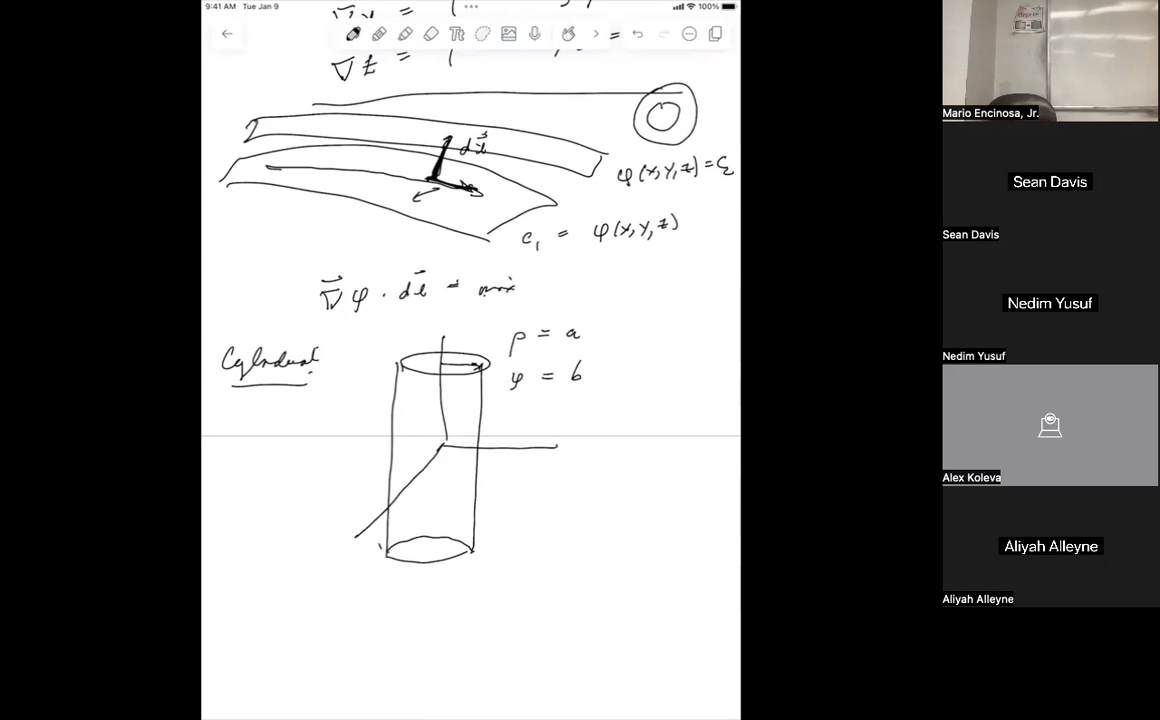 9:41 AM Tue Jan 9
100%
Tt
=
∇z = (
dℓ⃗
φ(x,y,z) = c₂
c₁ = φ(x,y,z)
∇⃗φ · dℓ⃗ = max
ρ = a
φ = b
Mario Encinosa, Jr.
Sean Davis
Sean Davis
Nedim Yusuf
Nedim Yusuf
Alex Koleva
Aliyah Alleyne
Aliyah Alleyne